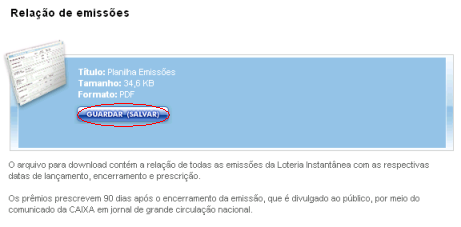 Relação de emissões
Título: Planilha Emissões
Tamanho: 34,6 KB
Formato: PDF
GUARDAR (SALVAR)
O arquivo para download contém a relação de todas as emissões da Loteria Instantânea com as respectivas
datas de lançamento, encerramento e prescrição.
Os prêmios prescrevem 90 dias após o encerramento da emissão, que é divulgado ao público, por meio do
comunicado da CAIXA em jornal de grande circulação nacional.